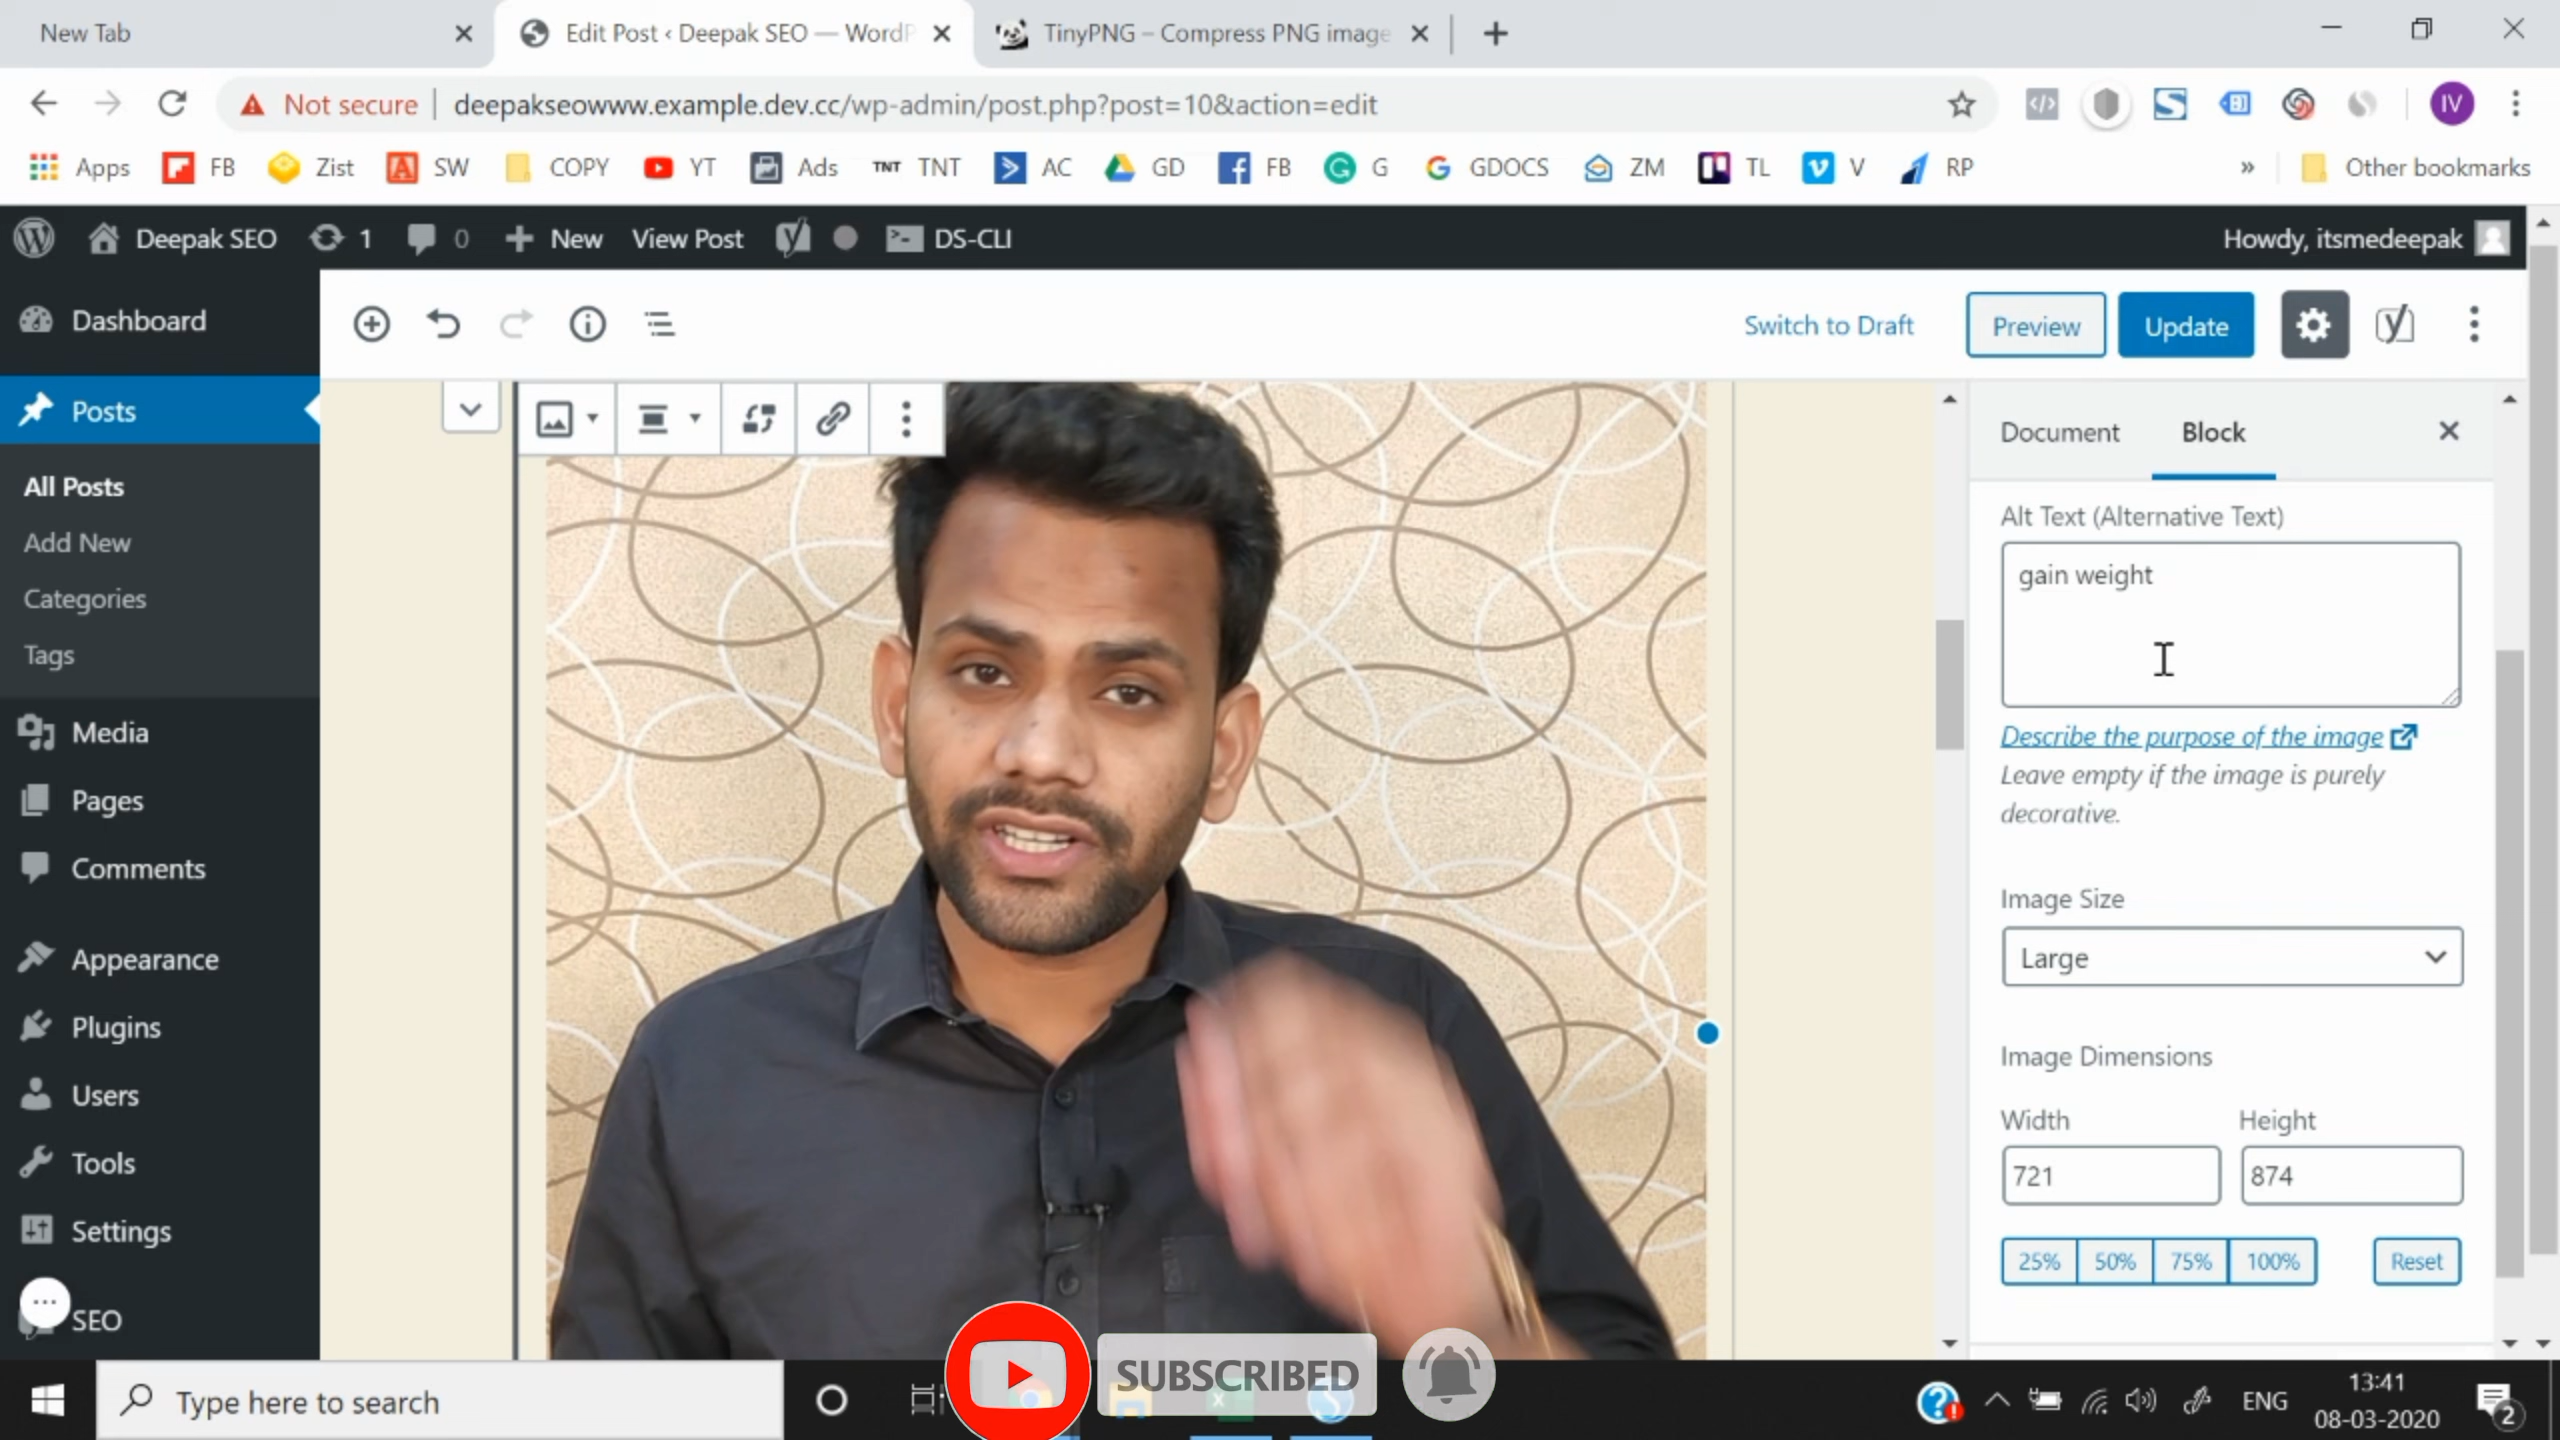 New Tab
Edit Post ‹ Deepak SEO — WordP
TinyPNG – Compress PNG image
Not secure
deepakseowww.example.dev.cc/wp-admin/post.php?post=10&action=edit
IV
Apps
FB
Zist
SW
COPY
YT
Ads
TNT TNT
AC
GD
FB
G
GDOCS
ZM
TL
V
RP
»
Other bookmarks
Deepak SEO
1
0
New
View Post
DS-CLI
Howdy, itsmedeepak
Dashboard
Posts
All Posts
Add New
Categories
Tags
Media
Pages
Comments
Appearance
Plugins
Users
Tools
Settings
SEO
Switch to Draft
Preview
Update
Document
Block
Alt Text (Alternative Text)
gain weight
Describe the purpose of the image
Leave empty if the image is purely
decorative.
Image Size
Large
Image Dimensions
Width
Height
721
874
25%
50%
75%
100%
Reset
SUBSCRIBED
Type here to search
ENG
13:41
08-03-2020
2